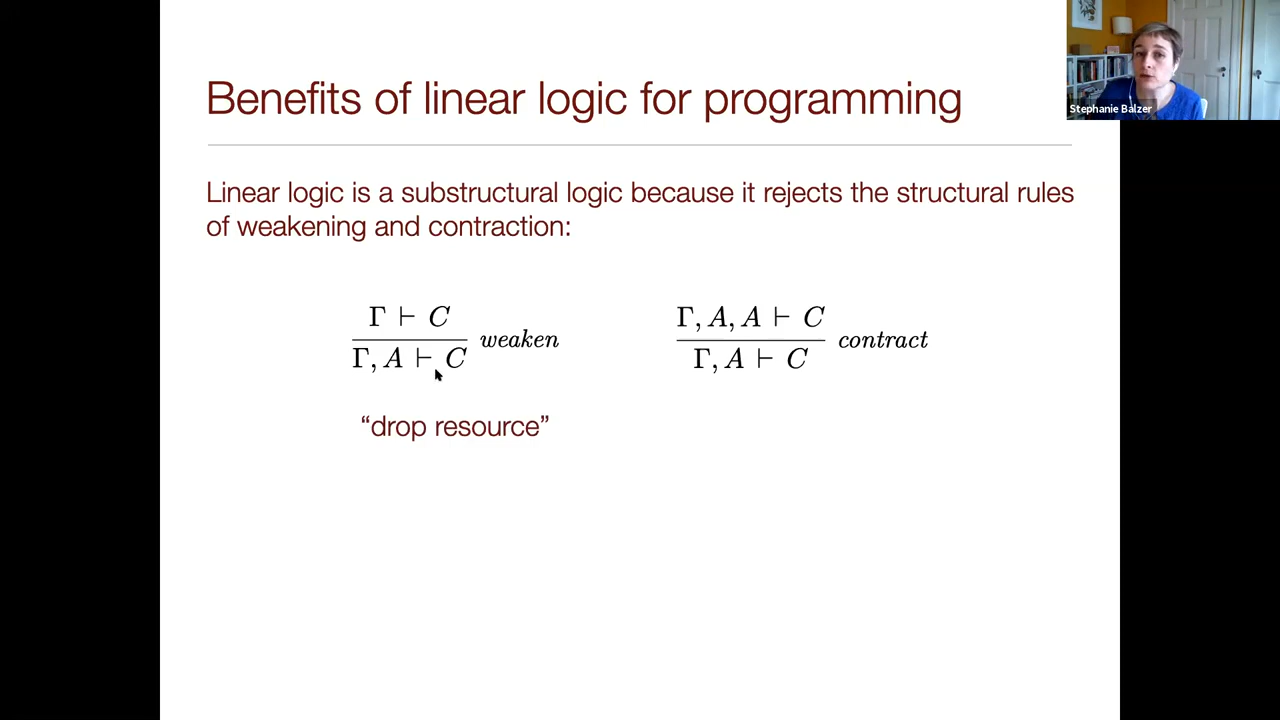 Benefits of linear logic for programming
Stephanie Balzer
Linear logic is a substructural logic because it rejects the structural rules
of weakening and contraction:
Γ ⊢ C
Γ, A ⊢ C
weaken
Γ, A, A ⊢ C
Γ, A ⊢ C
contract
“drop resource”